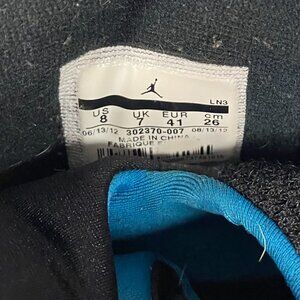 LN3
US UK EUR cm
8 7 41 26
06/13/12 302370-007 08/13/12
MADE IN CHINA
FABRIQUE